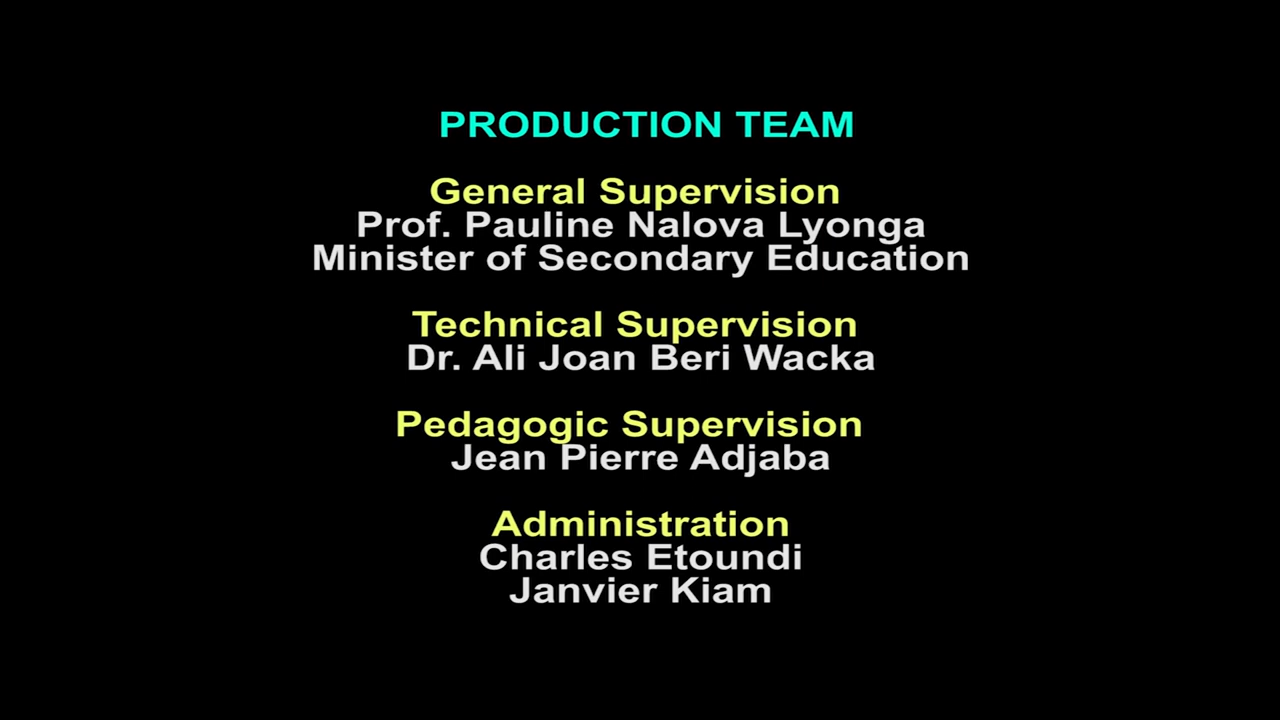 PRODUCTION TEAM
General Supervision
Prof. Pauline Nalova Lyonga
Minister of Secondary Education
Technical Supervision
Dr. Ali Joan Beri Wacka
Pedagogic Supervision
Jean Pierre Adjaba
Administration
Charles Etoundi
Janvier Kiam